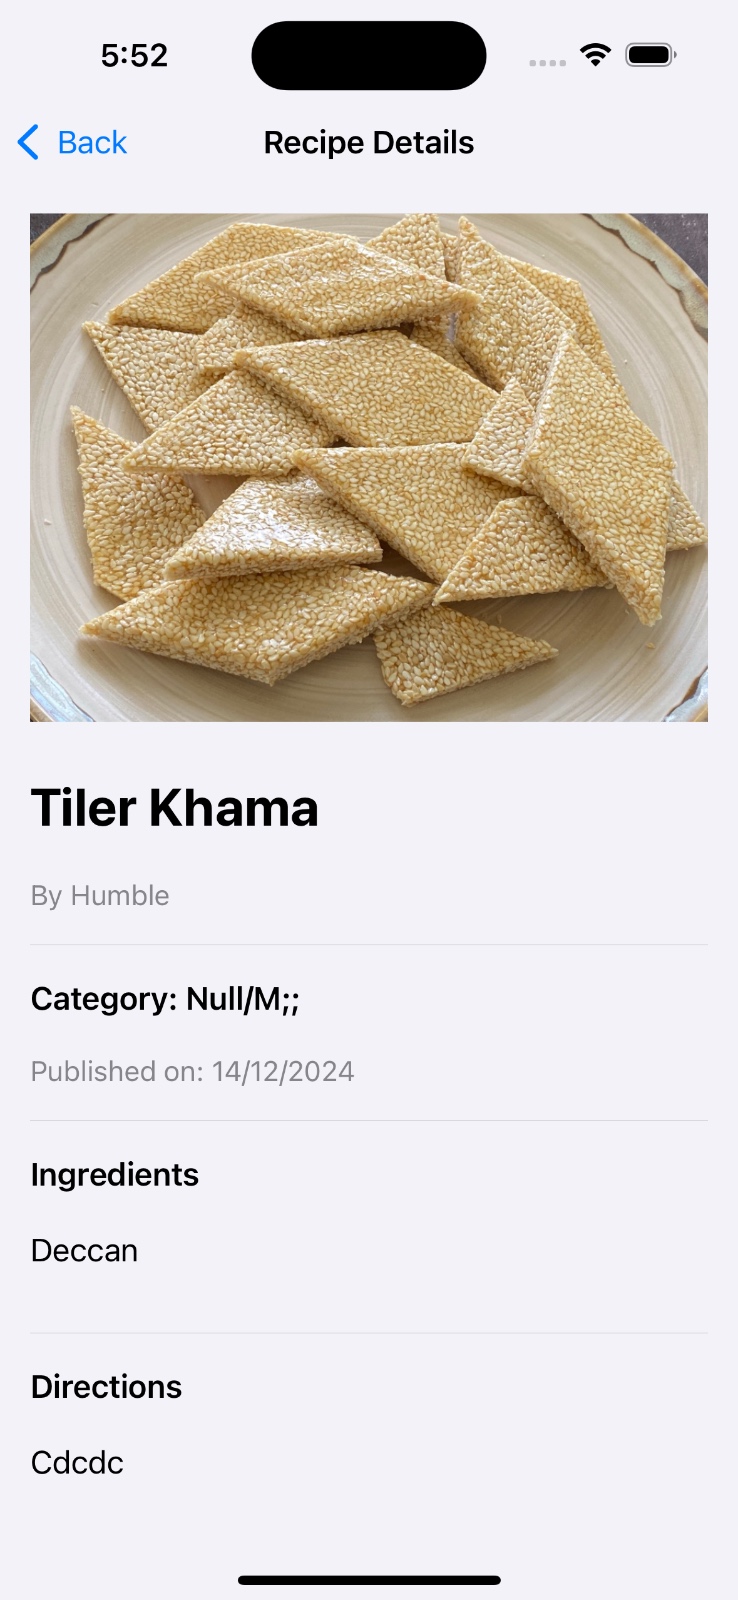 5:52
Back
Recipe Details
Tiler Khama
By Humble
Category: Null/M;;
Published on: 14/12/2024
Ingredients
Deccan
Directions
Cdcdc